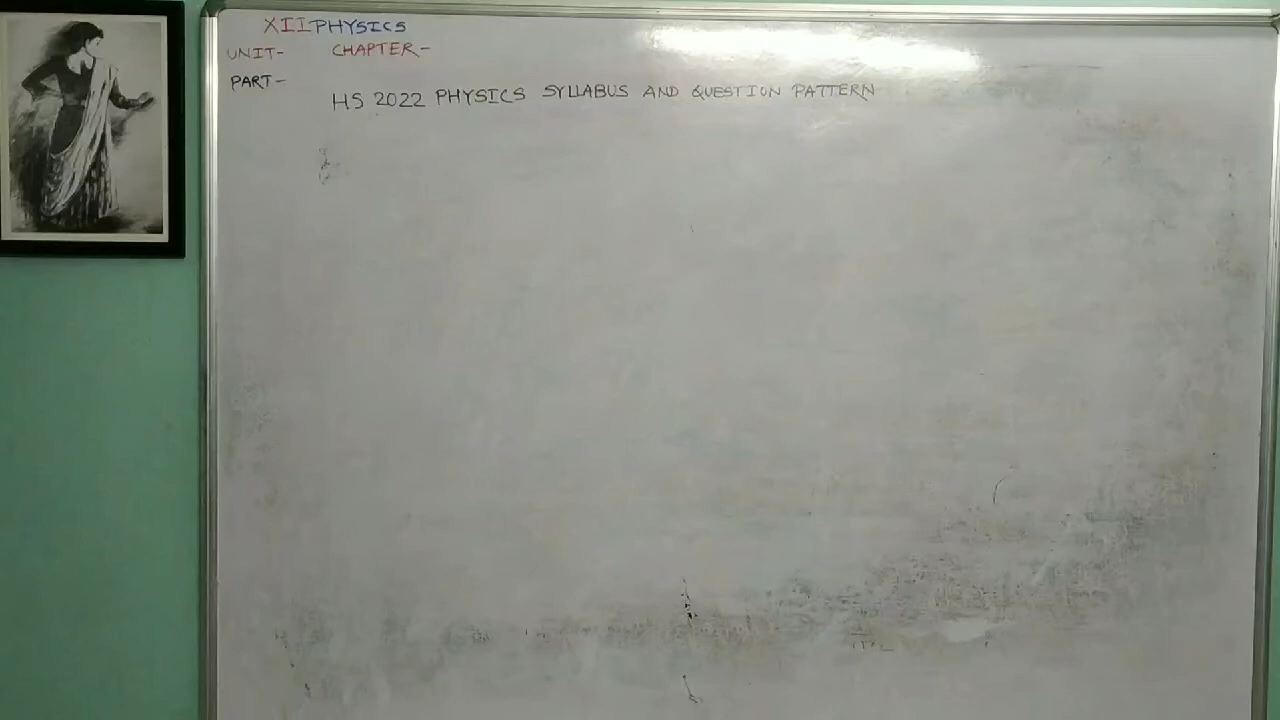 XII PHYSICS
UNIT- CHAPTER-
PART-
HS 2022 PHYSICS SYLLABUS AND QUESTION PATTERN